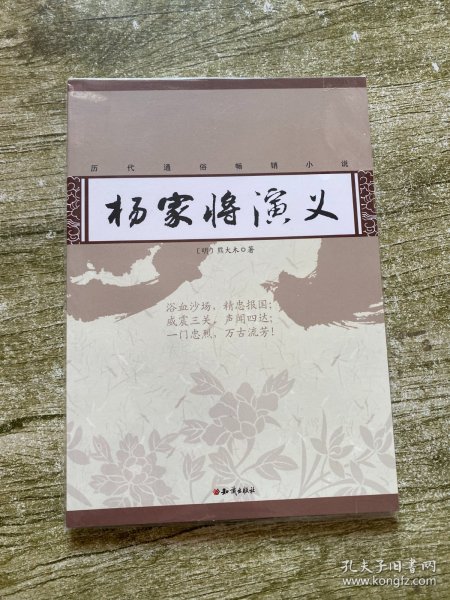 历代通俗畅销小说
杨家将演义
〔明〕熊大木◎著
浴血沙场，精忠报国；
威震三关，声闻四达；
一门忠烈，万古流芳！
知识出版社
孔夫子旧书网
www.kongfz.com